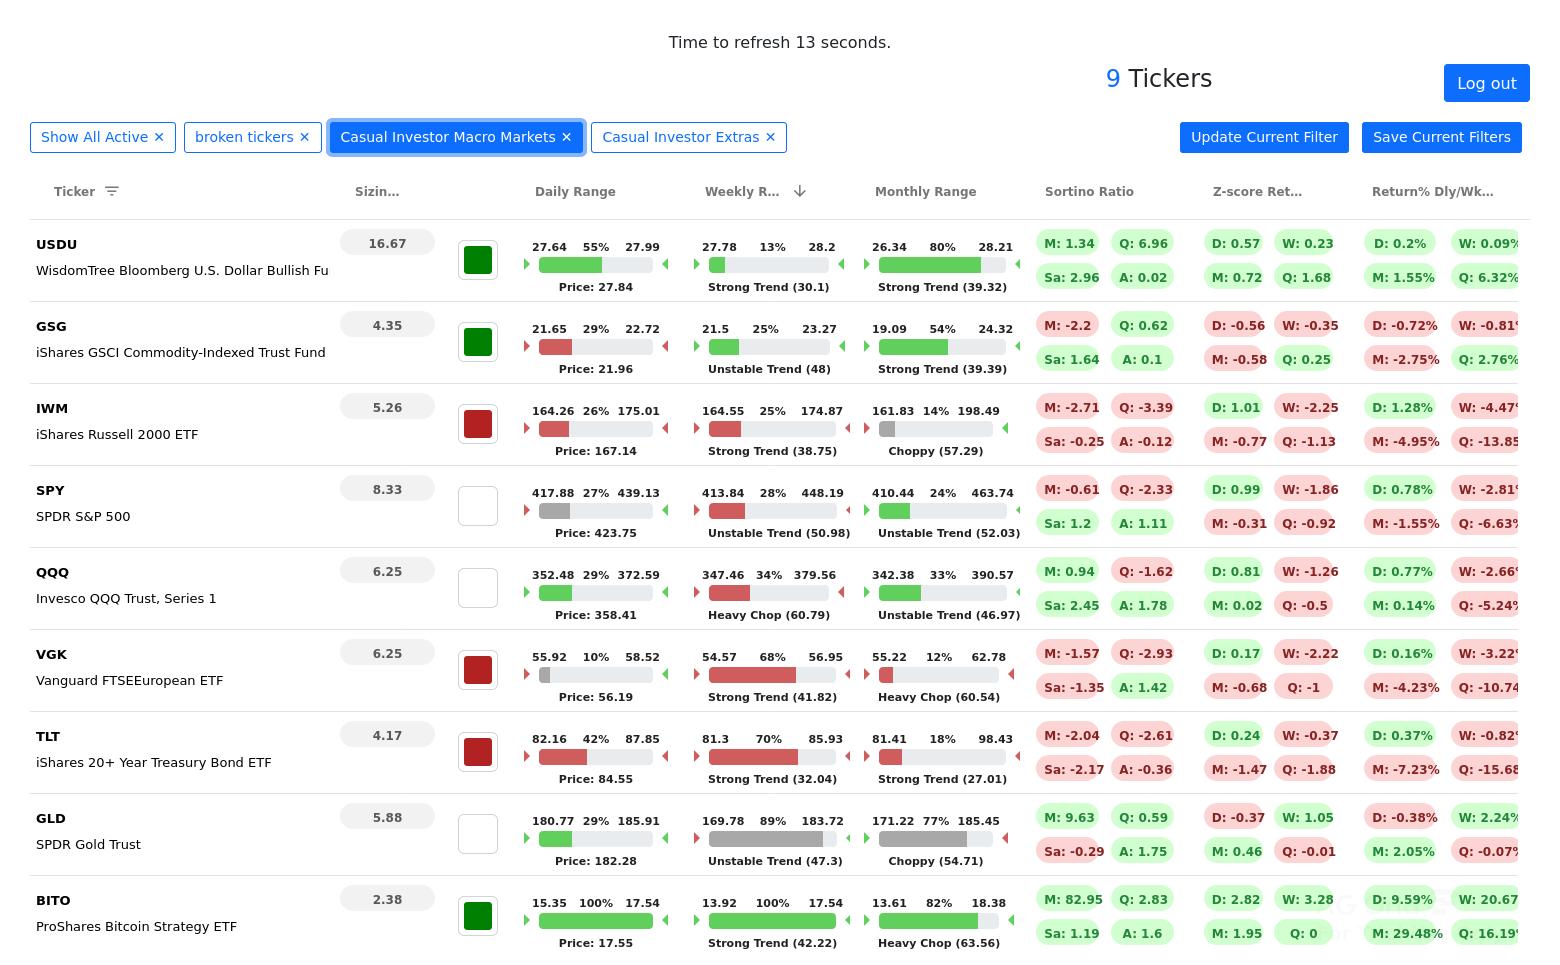 Time to refresh 13 seconds.
9 Tickers
Log out
Show All Active ✕ broken tickers ✕ Casual Investor Macro Markets ✕ Casual Investor Extras ✕ Update Current Filter Save Current Filters
Ticker Sizin... Daily Range Weekly R... Monthly Range Sortino Ratio Z-score Ret... Return% Dly/Wk...
USDU 16.67 27.64 55% 27.99 27.78 13% 28.2 26.34 80% 28.21 M: 1.34 Q: 6.96 D: 0.57 W: 0.23 D: 0.2% W: 0.09%
WisdomTree Bloomberg U.S. Dollar Bullish Fu Sa: 2.96 A: 0.02 M: 0.72 Q: 1.68 M: 1.55% Q: 6.32%
Price: 27.84 Strong Trend (30.1) Strong Trend (39.32)
GSG 4.35 21.65 29% 22.72 21.5 25% 23.27 19.09 54% 24.32 M: -2.2 Q: 0.62 D: -0.56 W: -0.35 D: -0.72% W: -0.81%
iShares GSCI Commodity-Indexed Trust Fund Sa: 1.64 A: 0.1 M: -0.58 Q: 0.25 M: -2.75% Q: 2.76%
Price: 21.96 Unstable Trend (48) Strong Trend (39.39)
IWM 5.26 164.26 26% 175.01 164.55 25% 174.87 161.83 14% 198.49 M: -2.71 Q: -3.39 D: 1.01 W: -2.25 D: 1.28% W: -4.47%
iShares Russell 2000 ETF Sa: -0.25 A: -0.12 M: -0.77 Q: -1.13 M: -4.95% Q: -13.85
Price: 167.14 Strong Trend (38.75) Choppy (57.29)
SPY 8.33 417.88 27% 439.13 413.84 28% 448.19 410.44 24% 463.74 M: -0.61 Q: -2.33 D: 0.99 W: -1.86 D: 0.78% W: -2.81%
SPDR S&P 500 Sa: 1.2 A: 1.11 M: -0.31 Q: -0.92 M: -1.55% Q: -6.63%
Price: 423.75 Unstable Trend (50.98) Unstable Trend (52.03)
QQQ 6.25 352.48 29% 372.59 347.46 34% 379.56 342.38 33% 390.57 M: 0.94 Q: -1.62 D: 0.81 W: -1.26 D: 0.77% W: -2.66%
Invesco QQQ Trust, Series 1 Sa: 2.45 A: 1.78 M: 0.02 Q: -0.5 M: 0.14% Q: -5.24%
Price: 358.41 Heavy Chop (60.79) Unstable Trend (46.97)
VGK 6.25 55.92 10% 58.52 54.57 68% 56.95 55.22 12% 62.78 M: -1.57 Q: -2.93 D: 0.17 W: -2.22 D: 0.16% W: -3.22%
Vanguard FTSEEuropean ETF Sa: -1.35 A: 1.42 M: -0.68 Q: -1 M: -4.23% Q: -10.74
Price: 56.19 Strong Trend (41.82) Heavy Chop (60.54)
TLT 4.17 82.16 42% 87.85 81.3 70% 85.93 81.41 18% 98.43 M: -2.04 Q: -2.61 D: 0.24 W: -0.37 D: 0.37% W: -0.82%
iShares 20+ Year Treasury Bond ETF Sa: -2.17 A: -0.36 M: -1.47 Q: -1.88 M: -7.23% Q: -15.68
Price: 84.55 Strong Trend (32.04) Strong Trend (27.01)
GLD 5.88 180.77 29% 185.91 169.78 89% 183.72 171.22 77% 185.45 M: 9.63 Q: 0.59 D: -0.37 W: 1.05 D: -0.38% W: 2.24%
SPDR Gold Trust Sa: -0.29 A: 1.75 M: 0.46 Q: -0.01 M: 2.05% Q: -0.07%
Price: 182.28 Unstable Trend (47.3) Choppy (54.71)
BITO 2.38 15.35 100% 17.54 13.92 100% 17.54 13.61 82% 18.38 M: 82.95 Q: 2.83 D: 2.82 W: 3.28 D: 9.59% W: 20.67
ProShares Bitcoin Strategy ETF Sa: 1.19 A: 1.6 M: 1.95 Q: 0 M: 29.48% Q: 16.19%
Price: 17.55 Strong Trend (42.22) Heavy Chop (63.56)